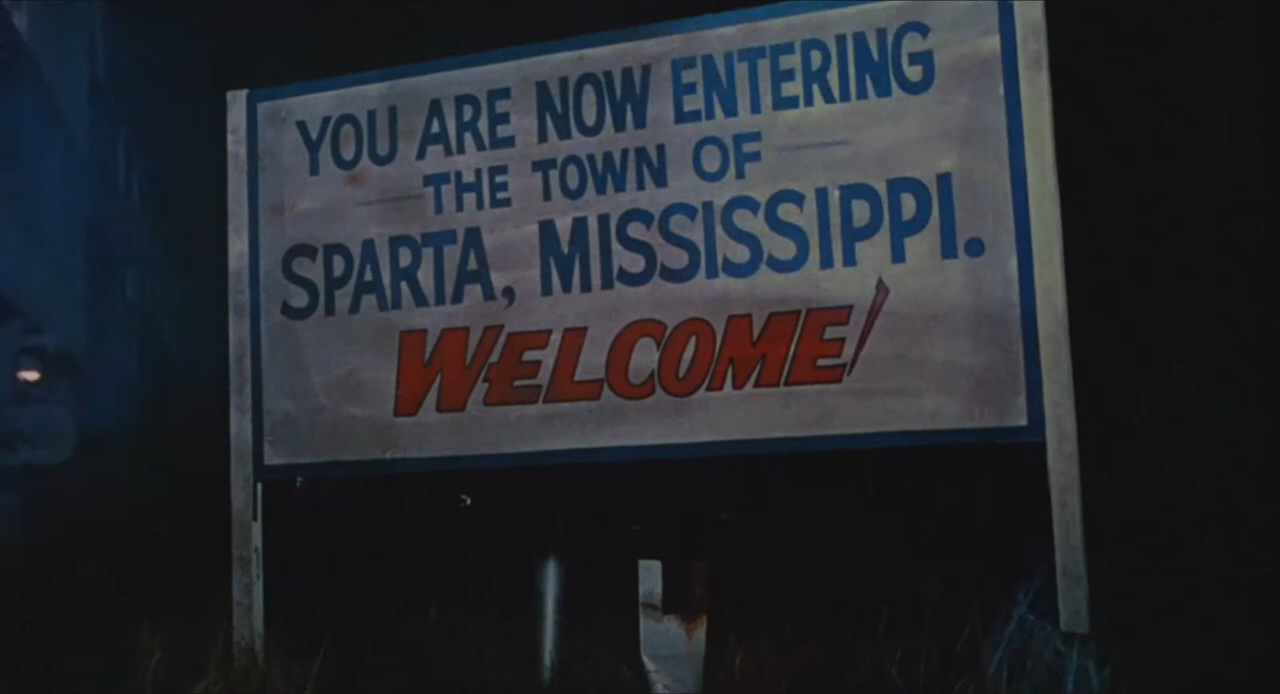 YOU ARE NOW ENTERING
THE TOWN OF
SPARTA, MISSISSIPPI.
WELCOME!